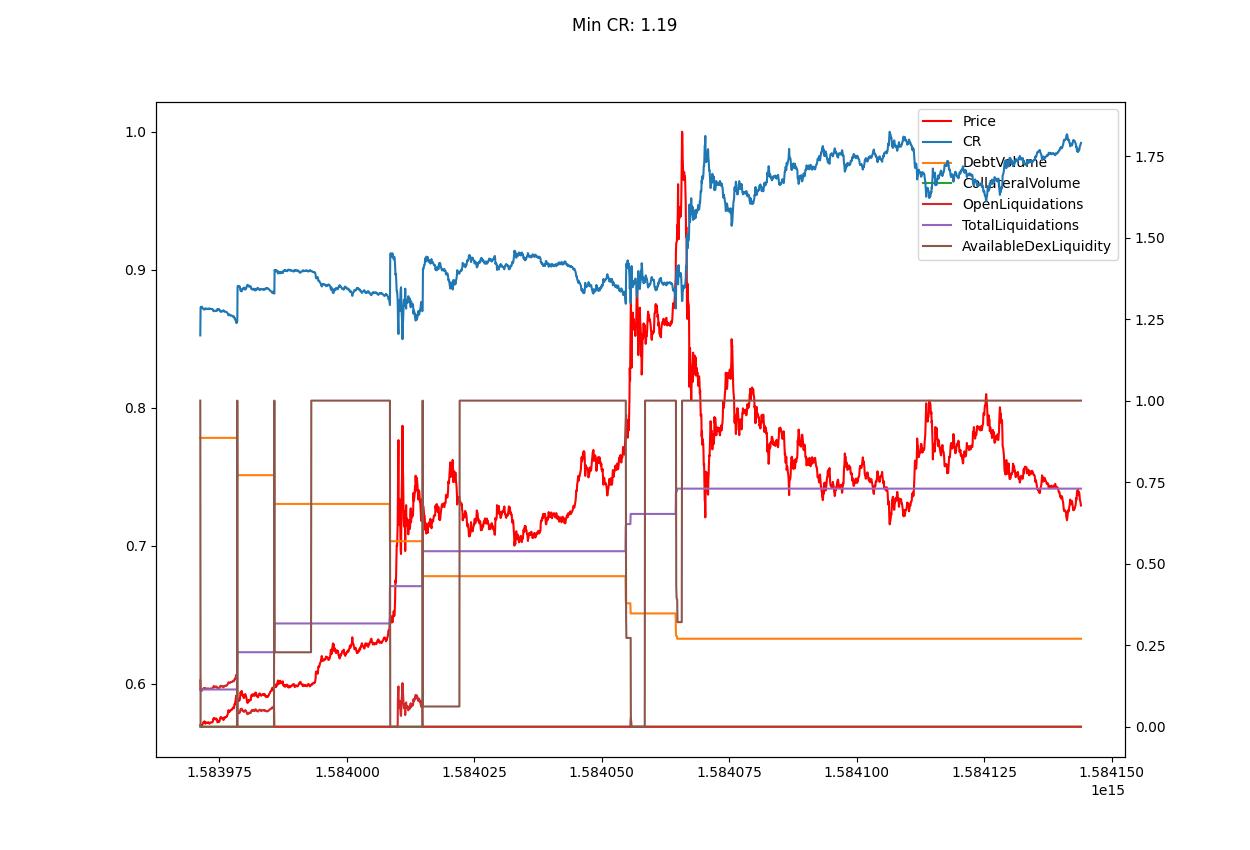 Min CR: 1.19
1.0
0.9
0.8
0.7
0.6
1.75
1.50
1.25
1.00
0.75
0.50
0.25
0.00
Price
CR
DebtVolume
CollateralVolume
OpenLiquidations
TotalLiquidations
AvailableDexLiquidity
1.583975 1.584000 1.584025 1.584050 1.584075 1.584100 1.584125 1.584150
1e15